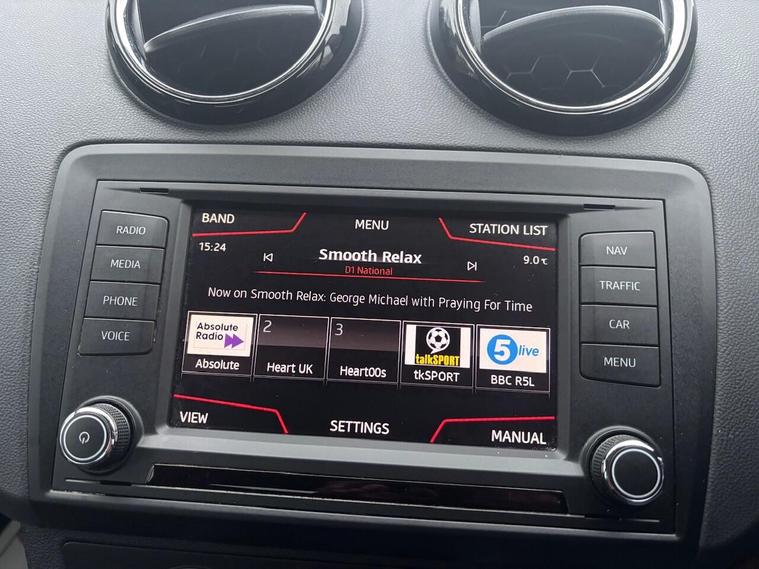 BAND
MENU
STATION LIST
RADIO
MEDIA
PHONE
VOICE
15:24
Smooth Relax
D1 National
9.0℃
Now on Smooth Relax: George Michael with Praying For Time
Absolute
Radio
Absolute
2
Heart UK
3
Heart00s
talkSPORT
tkSPORT
5 live
BBC R5L
VIEW
SETTINGS
MANUAL
NAV
TRAFFIC
CAR
MENU